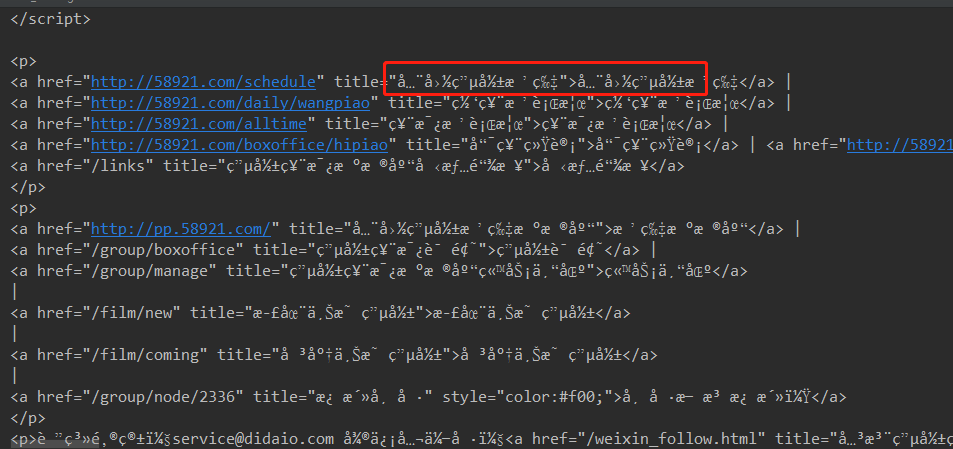 </script>
<p>
<a href="http://58921.com/schedule" title="å…¨å›½ç”µå½±æ ’ç‰‡">å…¨å›½ç”µå½±æ ’ç‰‡</a> |
<a href="http://58921.com/daily/wangpiao" title="ç½‘ç¥¨æ ’è¡Œæ¦œ">ç½‘ç¥¨æ ’è¡Œæ¦œ</a> |
<a href="http://58921.com/alltime" title="ç¥¨æˆ¿æ ’è¡Œæ¦œ">ç¥¨æˆ¿æ ’è¡Œæ¦œ</a> |
<a href="http://58921.com/boxoffice/hipiao" title="å“ˆç¥¨ç»Ÿè®¡">å“ˆç¥¨ç»Ÿè®¡</a> | <a href="http://58921
<a href="/links" title="ç”µå½±ç¥¨æˆ¿æ °æ ®åº“å ‹æƒ…é“¾æ ¥">å ‹æƒ…é“¾æ ¥</a>
</p>
<p>
<a href="http://pp.58921.com/" title="å…¨å›½ç”µå½±æ ’ç‰‡æ °æ ®åº“">æ ’ç‰‡æ °æ ®åº“</a> |
<a href="/group/boxoffice" title="ç”µå½±ç¥¨æˆ¿è¯ é¢˜">ç”µå½±è¯ é¢˜</a> |
<a href="/group/manage" title="ç”µå½±ç¥¨æˆ¿æ °æ ®åº“ç«™åŠ¡ä¸“åŒº">ç«™åŠ¡ä¸“åŒº</a>
|
<a href="/film/new" title="æ­£åœ¨ä¸Šæ˜ ç”µå½±">æ­£åœ¨ä¸Šæ˜ ç”µå½±</a>
|
<a href="/film/coming" title="å ³å°†ä¸Šæ˜ ç”µå½±">å ³å°†ä¸Šæ˜ ç”µå½±</a>
|
<a href="/group/node/2336" title="æ¿ æ´»å¸ å ·" style="color:#f00;">å¸ å ·æ— æ³ æ¿ æ´»ï¼Ÿ</a>
</p>
<p>è ”ç³»é‚®ç®±ï¼šservice@didaio.com å¾®ä¿¡å…¬ä¼—å ·ï¼š<a href="/weixin_follow.html" title="å…³æ³¨ç”µå½±ç